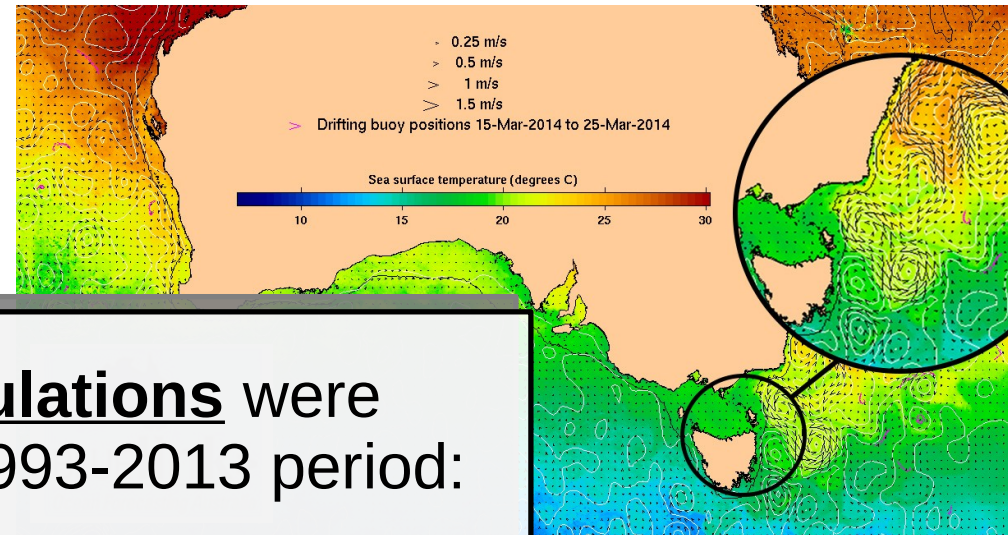 0.25 m/s
0.5 m/s
1 m/s
1.5 m/s
Drifting buoy positions 15-Mar-2014 to 25-Mar-2014
Sea surface temperature (degrees C)
10 15 20 25 30
ulations were
993-2013 period: